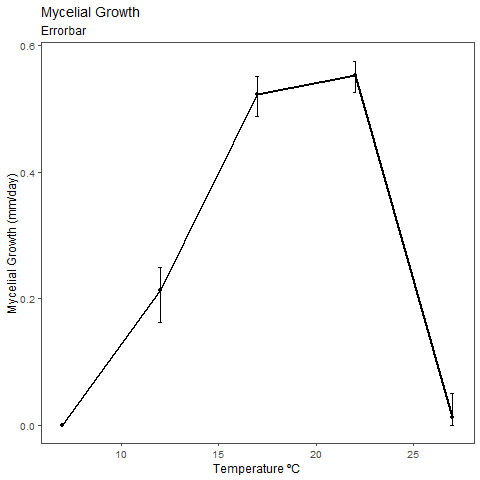 Mycelial Growth
Errorbar
Mycelial Growth (mm/day)
0.6
0.4
0.2
0.0
10 15 20 25
Temperature ºC